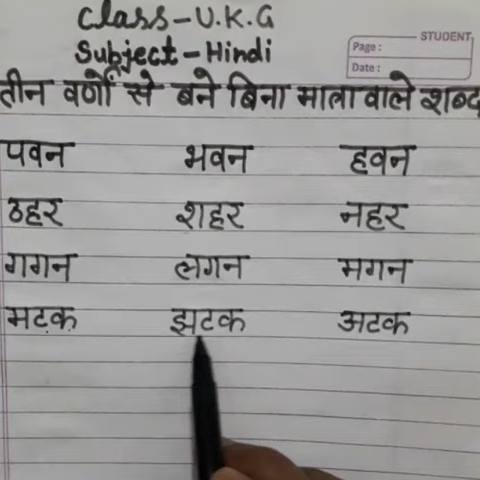 Class - U.K.G
Subject - Hindi
STUDENT
Page :
Date :
तीन वर्णो से बने बिना मात्रा वाले शब्द
पवन भवन हवन
ठहर शहर नहर
गगन लगन मगन
मटक झटक अटक